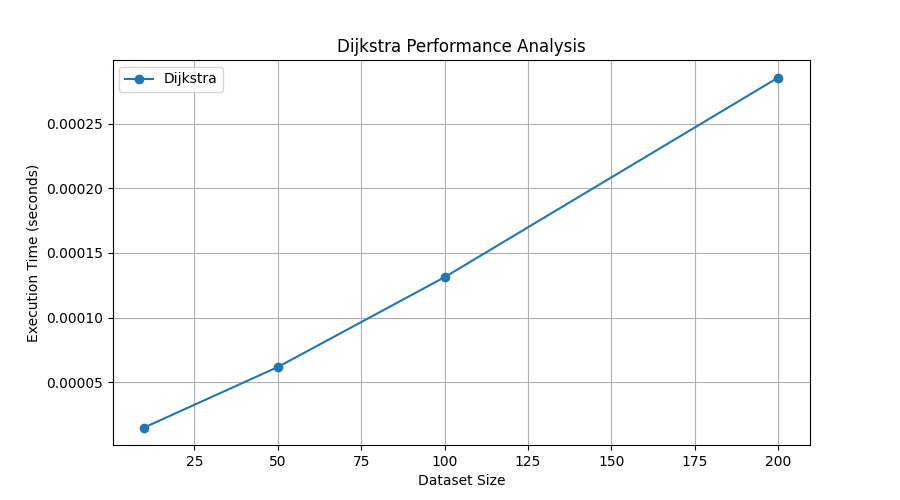 Dijkstra Performance Analysis
Dijkstra
0.00025
0.00020
0.00015
0.00010
0.00005
Execution Time (seconds)
25 50 75 100 125 150 175 200
Dataset Size